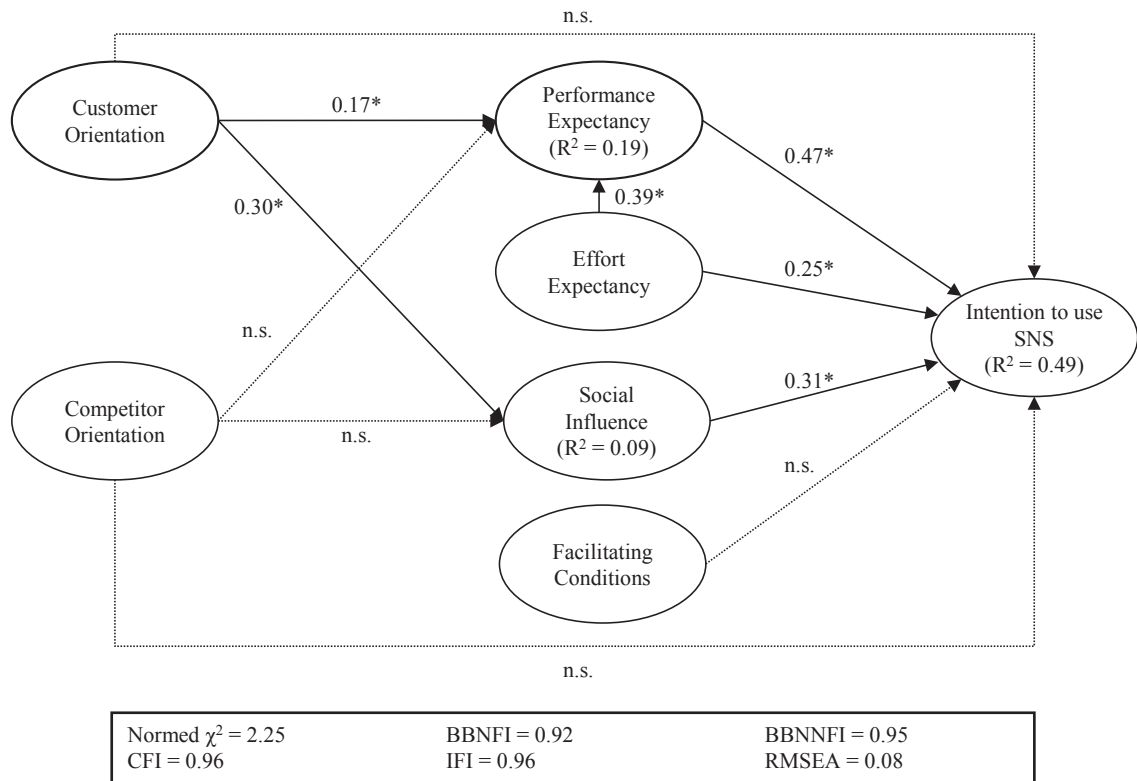 n.s.
Customer
Orientation
0.17*
Performance
Expectancy
(R² = 0.19)
0.47*
0.30*
0.39*
Effort
Expectancy
0.25*
n.s.
Intention to use
SNS
(R² = 0.49)
Competitor
Orientation
n.s.
Social
Influence
(R² = 0.09)
0.31*
n.s.
Facilitating
Conditions
n.s.
Normed χ² = 2.25 BBNFI = 0.92 BBNNFI = 0.95
CFI = 0.96 IFI = 0.96 RMSEA = 0.08